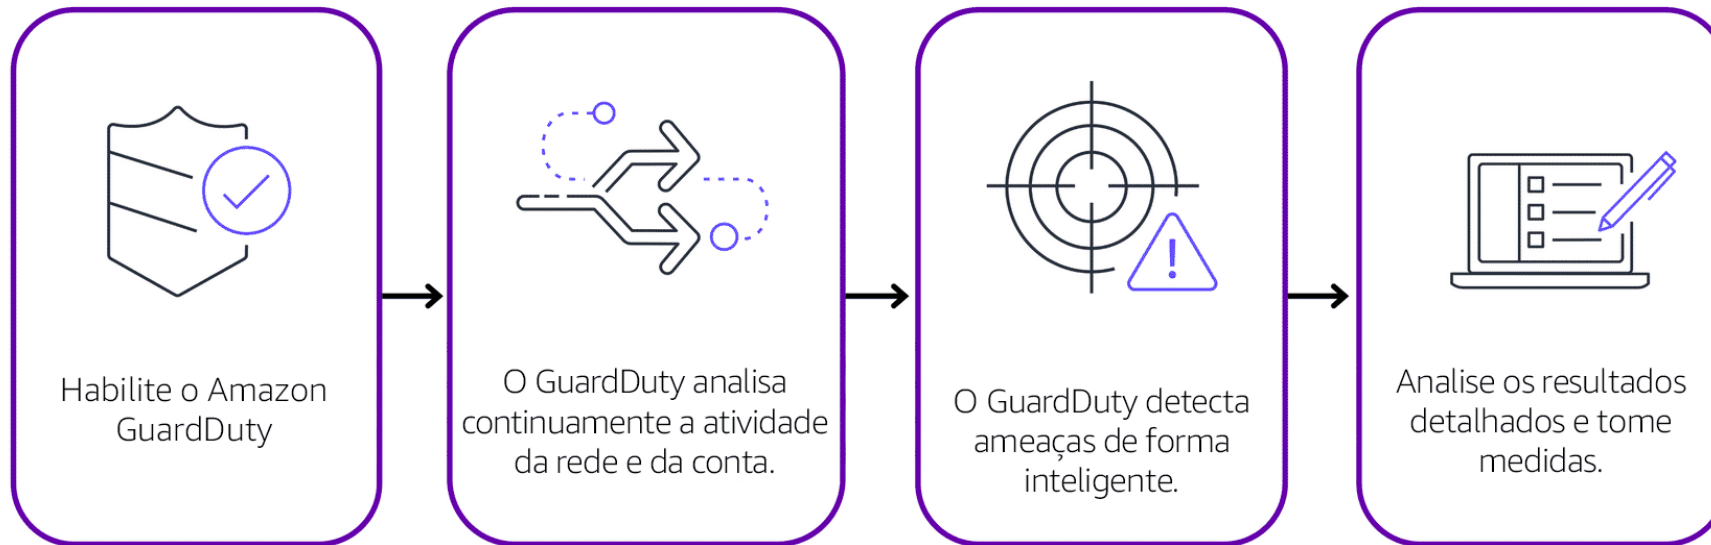 Habilite o Amazon
GuardDuty
O GuardDuty analisa
continuamente a atividade
da rede e da conta.
O GuardDuty detecta
ameaças de forma
inteligente.
Analise os resultados
detalhados e tome
medidas.